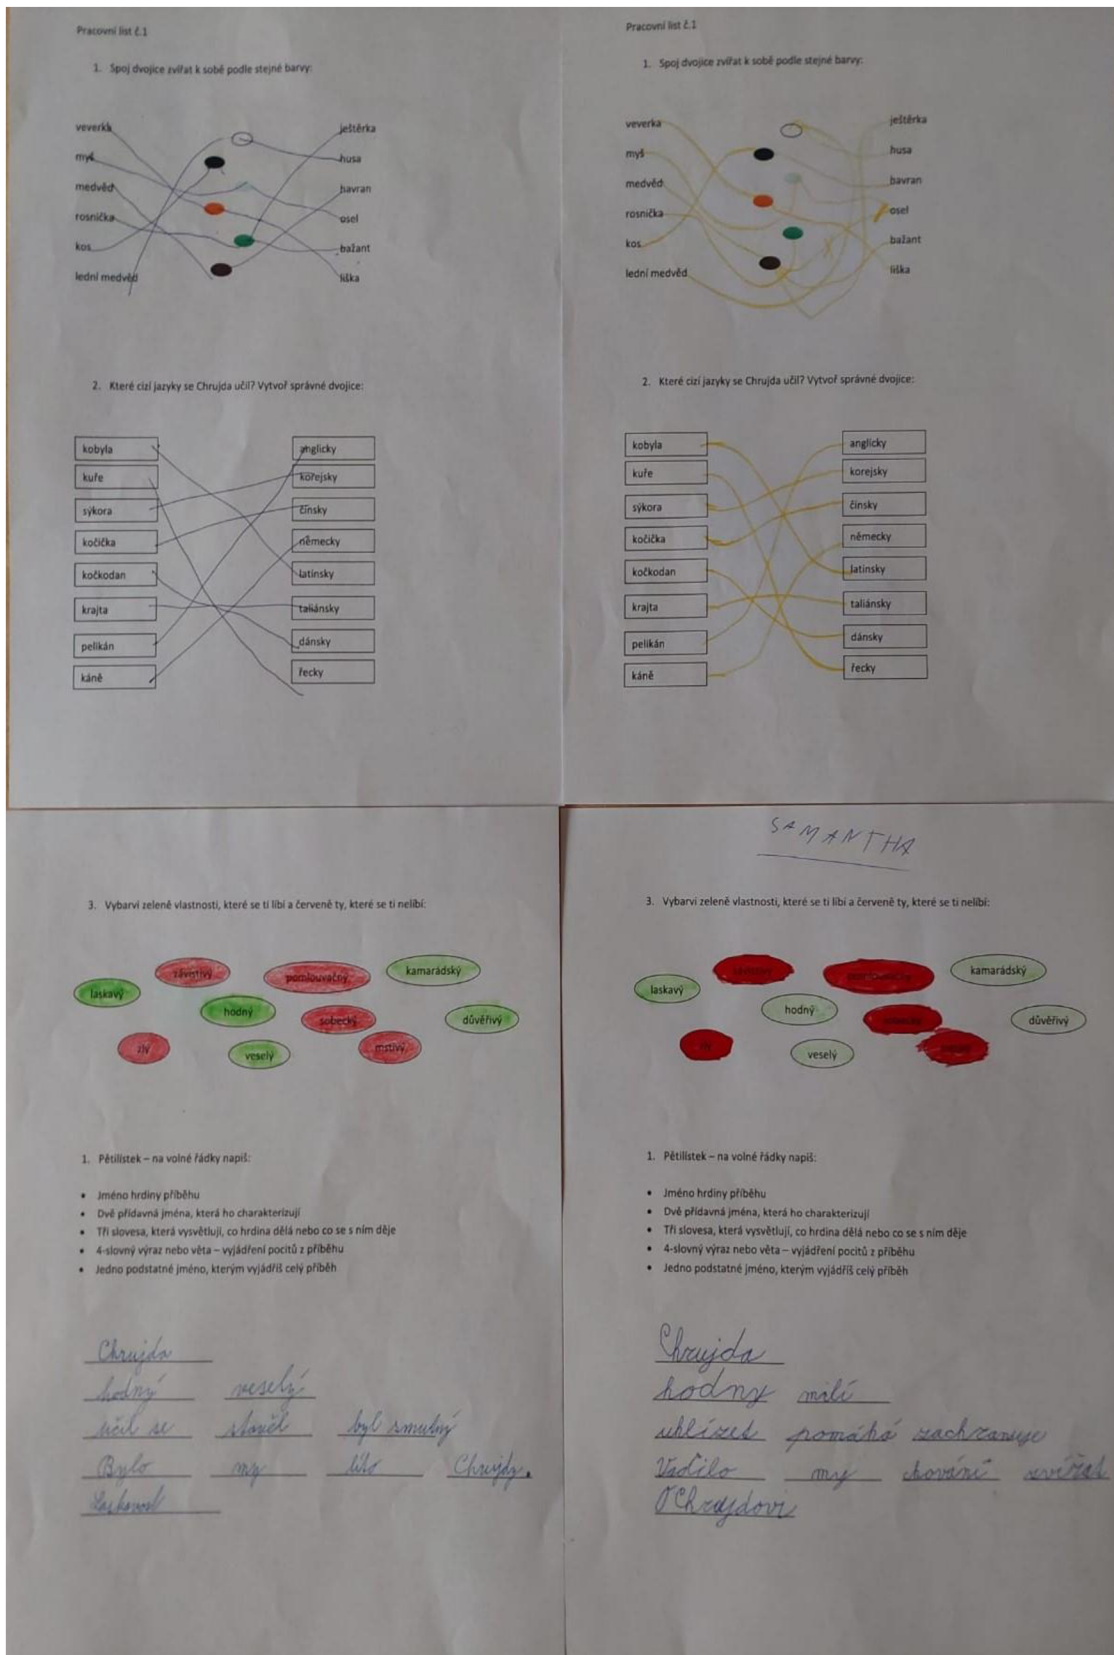 Pracovní list č.1
1. Spoj dvojice zvířat k sobě podle stejné barvy:
veverka ještěrka
myš husa
medvěd havran
rosnička osel
kos bažant
lední medvěd liška
2. Které cizí jazyky se Chrujda učil? Vytvoř správné dvojice:
kobyla anglicky
kuře korejsky
sýkora čínsky
kočička německy
kočkodan latinsky
krajta taliánsky
pelikán dánsky
káně řecky
Pracovní list č.1
1. Spoj dvojice zvířat k sobě podle stejné barvy:
veverka ještěrka
myš husa
medvěd havran
rosnička osel
kos bažant
lední medvěd liška
2. Které cizí jazyky se Chrujda učil? Vytvoř správné dvojice:
kobyla anglicky
kuře korejsky
sýkora čínsky
kočička německy
kočkodan latinsky
krajta taliánsky
pelikán dánsky
káně řecky
3. Vybarvi zeleně vlastnosti, které se ti líbí a červeně ty, které se ti nelíbí:
závistivý pomlouvačný kamarádský
laskavý hodný sobecký důvěřivý
zlý veselý mstivý
1. Pětilístek – na volné řádky napiš:
• Jméno hrdiny příběhu
• Dvě přídavná jména, která ho charakterizují
• Tři slovesa, která vysvětlují, co hrdina dělá nebo co se s ním děje
• 4-slovný výraz nebo věta – vyjádření pocitů z příběhu
• Jedno podstatné jméno, kterým vyjádříš celý příběh
Chrujda
hodný veselý
učil se stavěl byl smutný
Bylo my líto Chrujdy.
Laskavost
SAMANTHA
3. Vybarvi zeleně vlastnosti, které se ti líbí a červeně ty, které se ti nelíbí:
kamarádský
laskavý hodný důvěřivý
zlý veselý
1. Pětilístek – na volné řádky napiš:
• Jméno hrdiny příběhu
• Dvě přídavná jména, která ho charakterizují
• Tři slovesa, která vysvětlují, co hrdina dělá nebo co se s ním děje
• 4-slovný výraz nebo věta – vyjádření pocitů z příběhu
• Jedno podstatné jméno, kterým vyjádříš celý příběh
Chrujda
hodny milí
pomáhá zachranuje
Vadilo my chování zvířat
O Chrujdovi